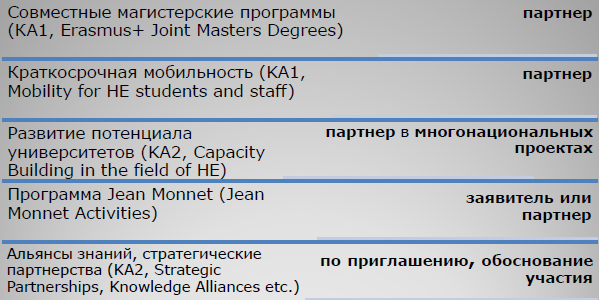 Совместные магистерские программы партнер
(KA1, Erasmus+ Joint Masters Degrees)
Краткосрочная мобильность (KA1, партнер
Mobility for HE students and staff)
Развитие потенциала партнер в многонациональных
университетов (KA2, Capacity проектах
Building in the field of HE)
Программа Jean Monnet (Jean заявитель или
Monnet Activities) партнер
Альянсы знаний, стратегические по приглашению, обоснование
партнерства (KA2, Strategic участия
Partnerships, Knowledge Alliances etc.)